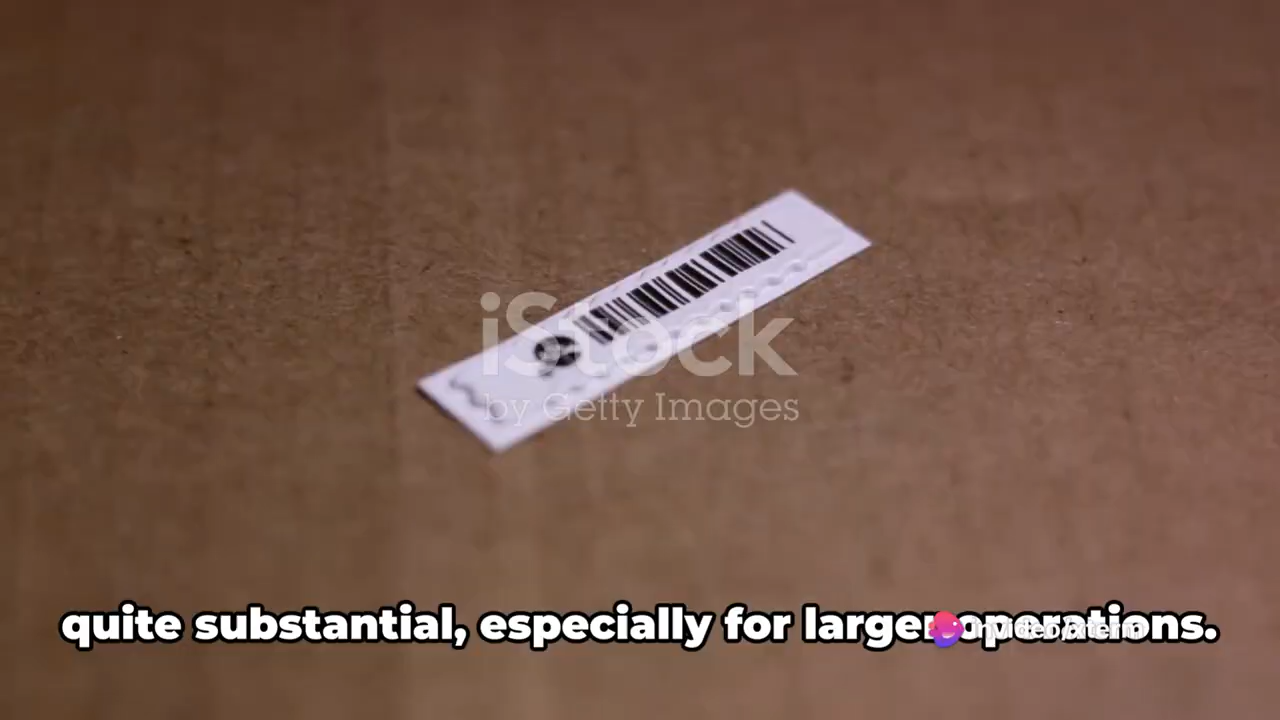 iStock
by Getty Images
quite substantial, especially for larger operations.